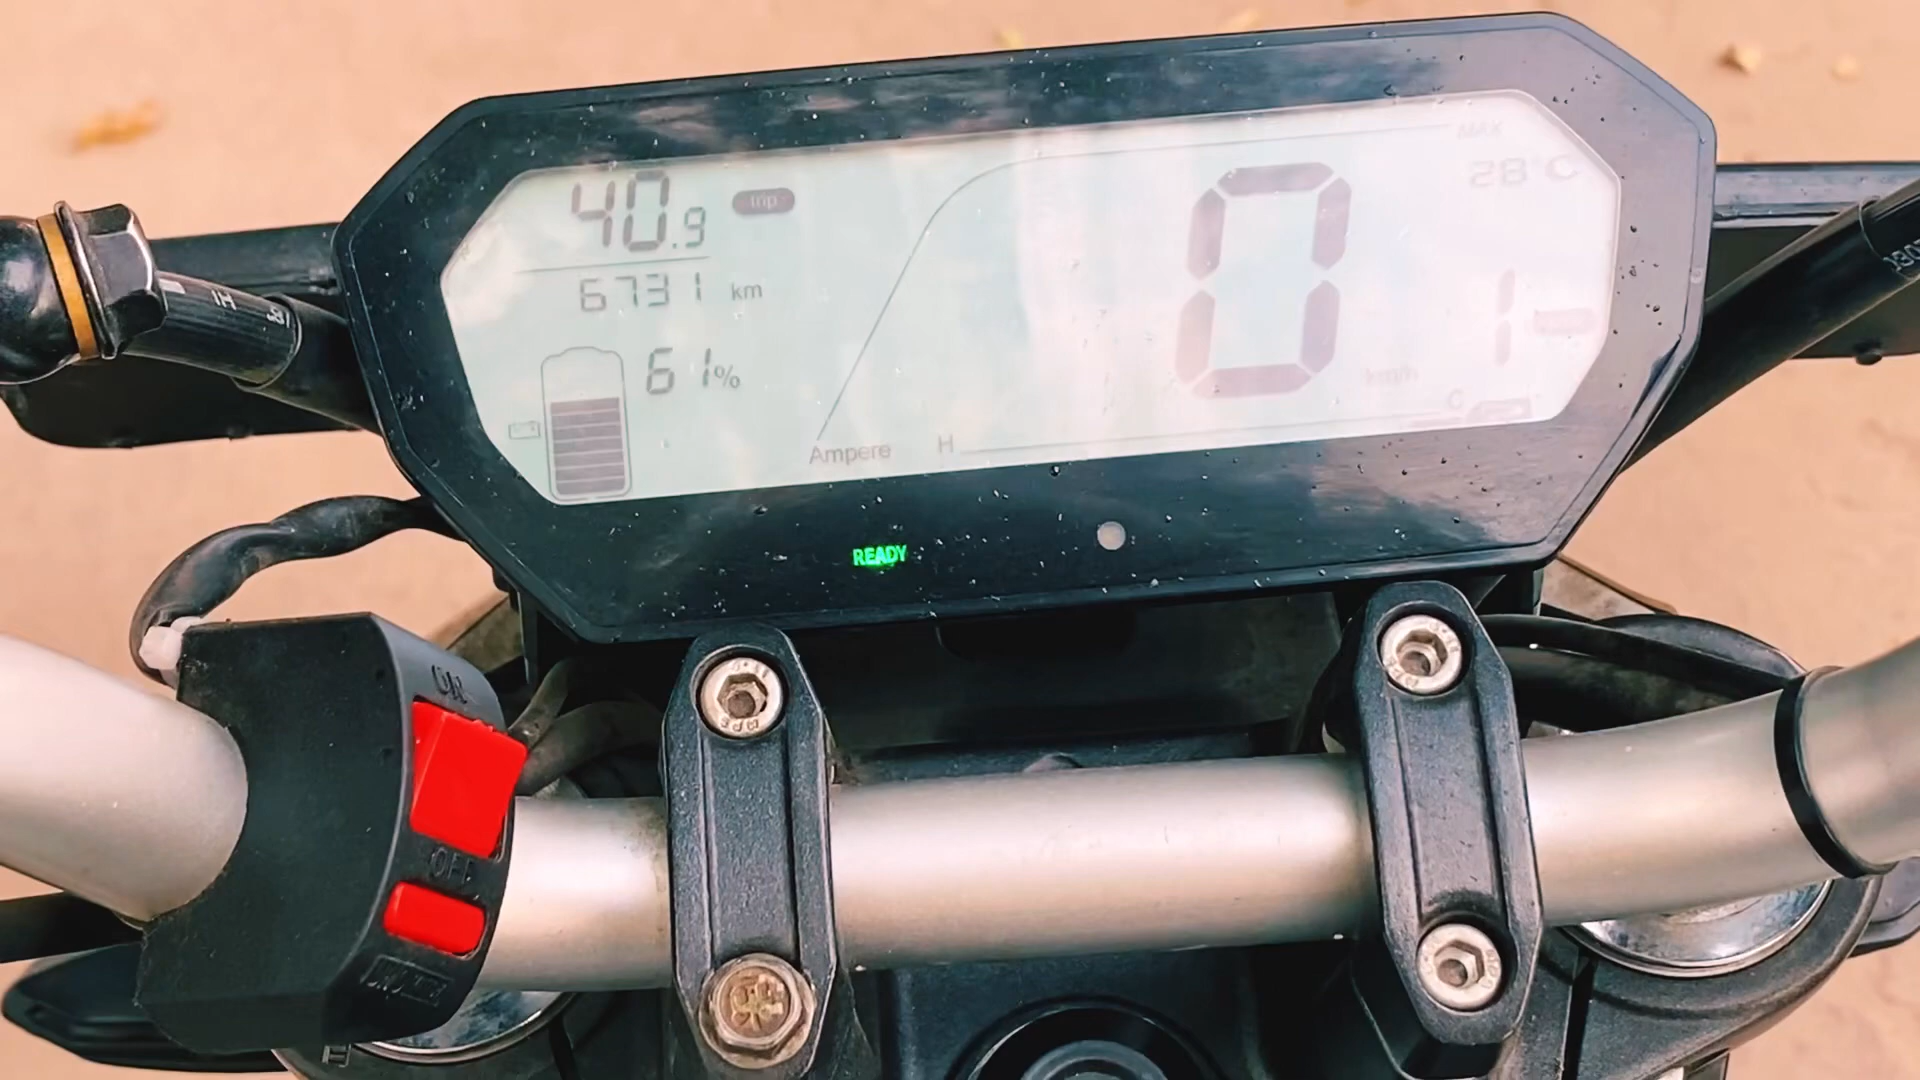 40.9 trip
6731 km
61%
Ampere H
MAX
28°C
0 km/h
1
C
READY
ON
OFF